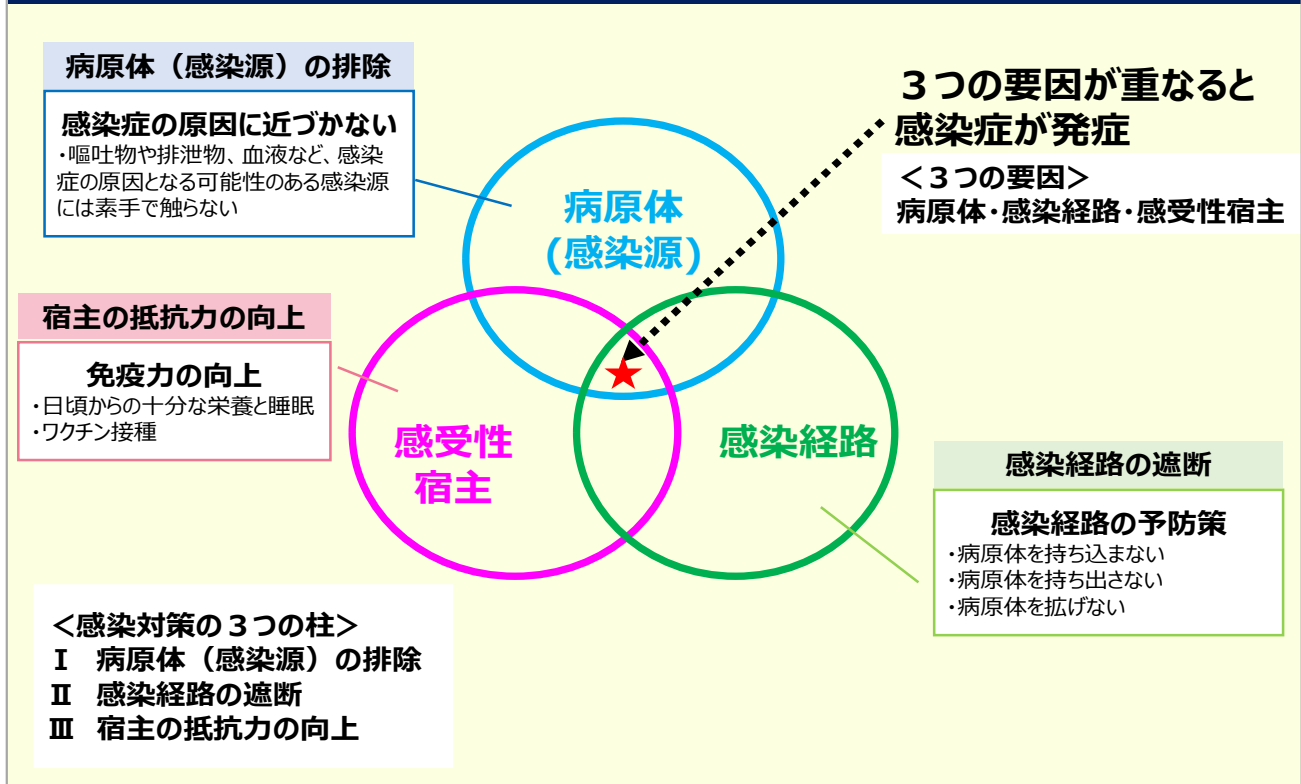 病原体（感染源）の排除
感染症の原因に近づかない
・嘔吐物や排泄物、血液など、感染
症の原因となる可能性のある感染源
には素手で触らない
３つの要因が重なると
感染症が発症
＜３つの要因＞
病原体・感染経路・感受性宿主
病原体
(感染源)
宿主の抵抗力の向上
免疫力の向上
・日頃からの十分な栄養と睡眠
・ワクチン接種
感受性
宿主
感染経路
感染経路の遮断
感染経路の予防策
・病原体を持ち込まない
・病原体を持ち出さない
・病原体を拡げない
＜感染対策の３つの柱＞
Ⅰ　病原体（感染源）の排除
Ⅱ　感染経路の遮断
Ⅲ　宿主の抵抗力の向上